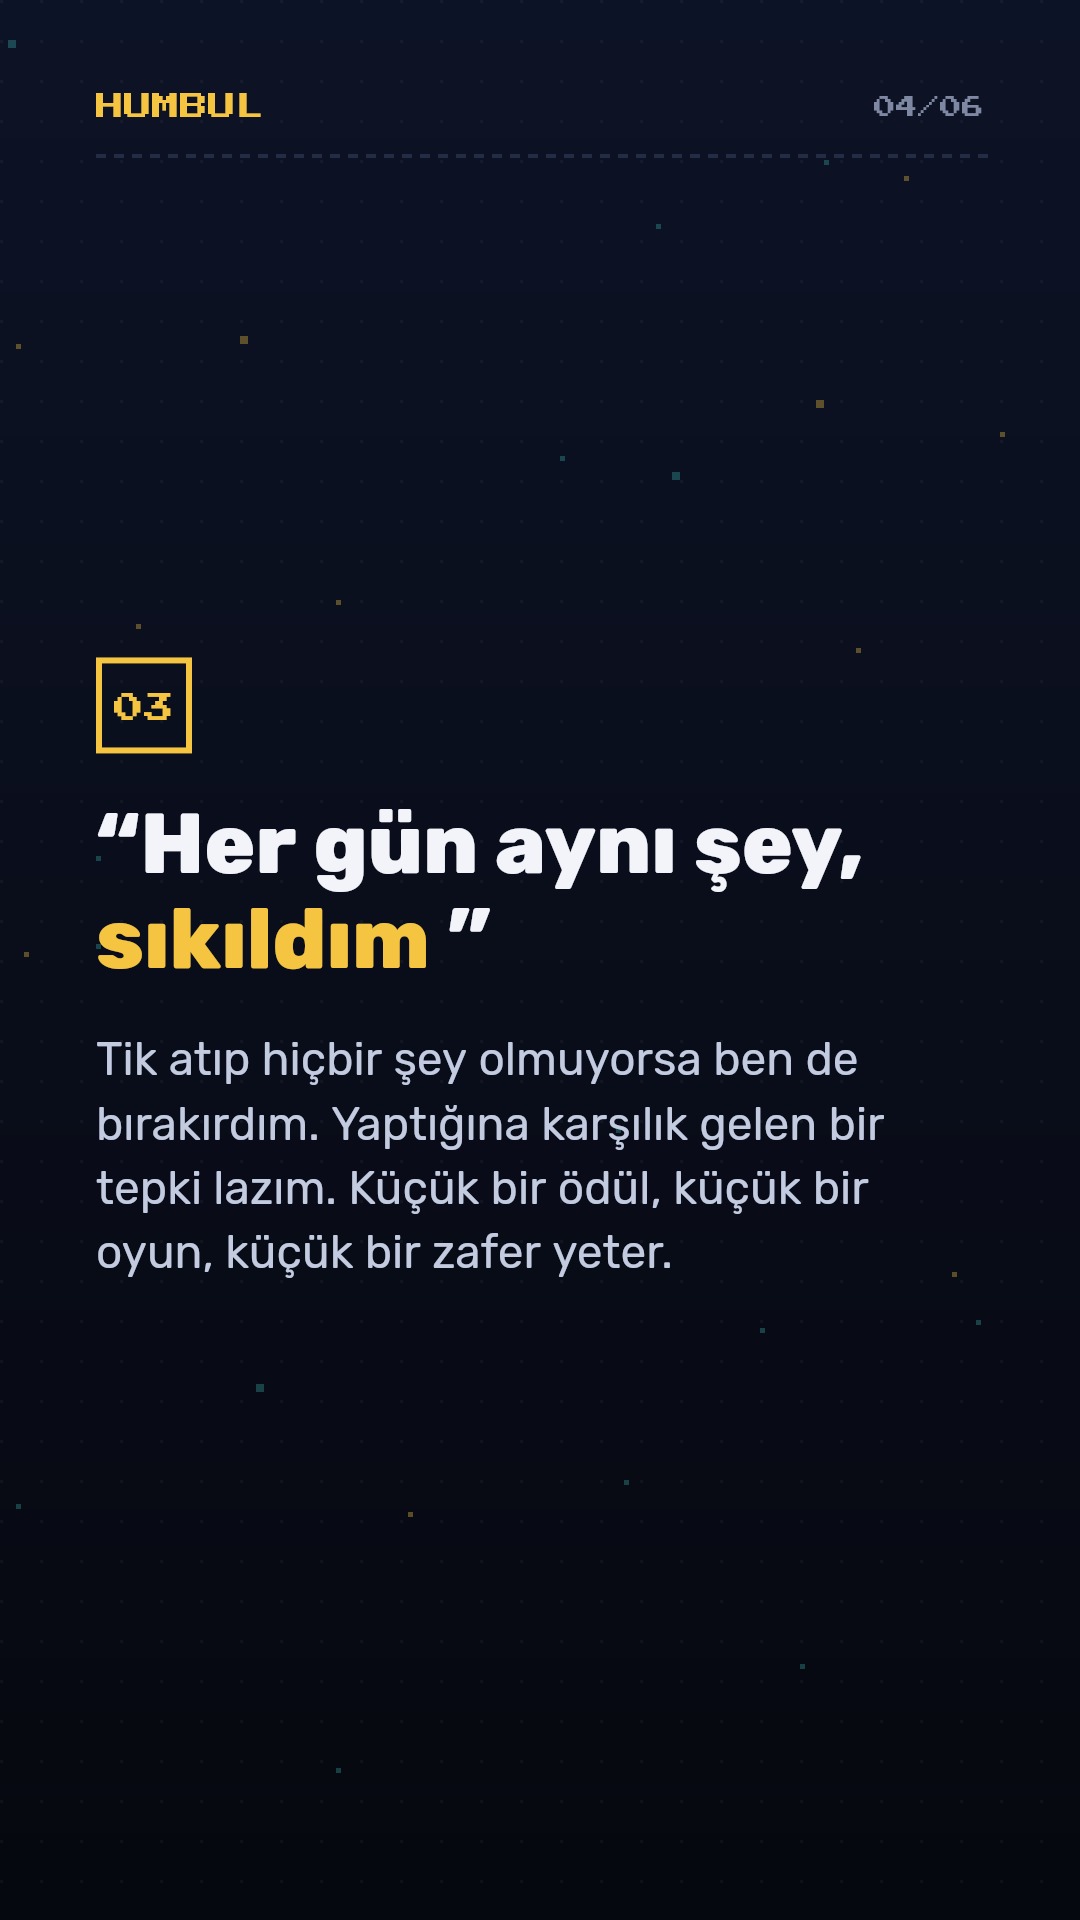 HUMBUL
04/06
03
“Her gün aynı şey,
sıkıldım ”
Tik atıp hiçbir şey olmuyorsa ben de
bırakırdım. Yaptığına karşılık gelen bir
tepki lazım. Küçük bir ödül, küçük bir
oyun, küçük bir zafer yeter.